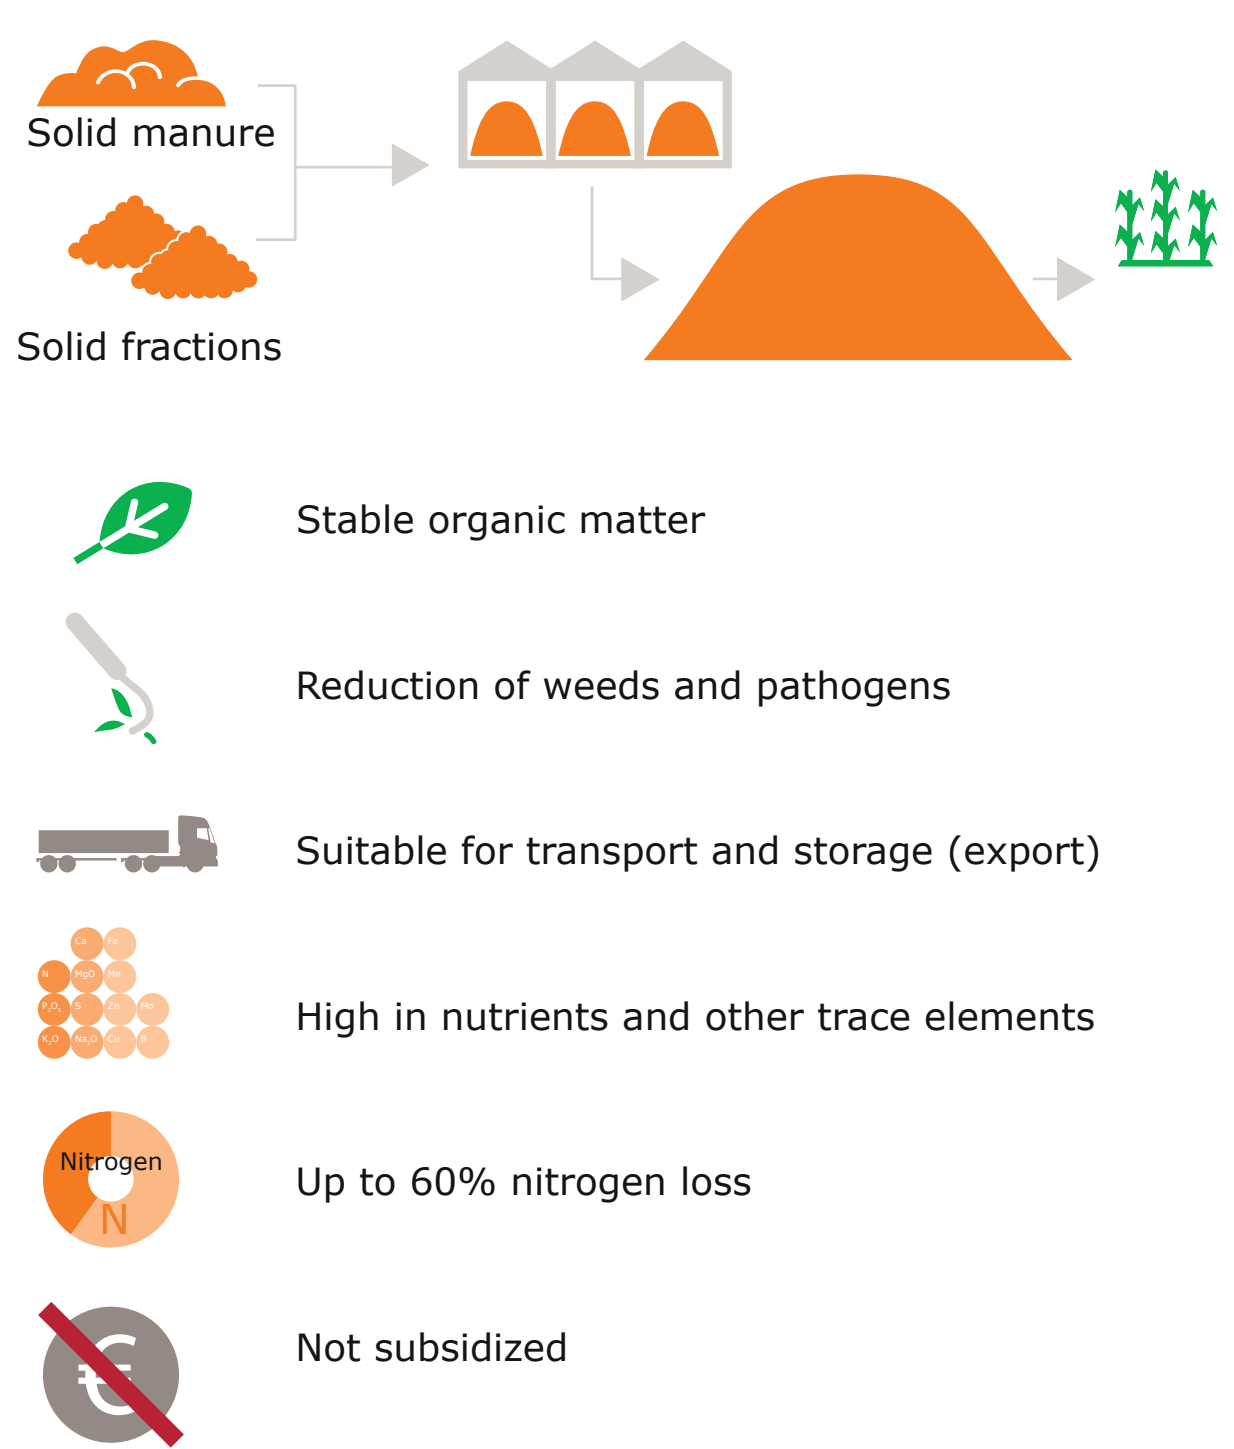 Solid manure
Solid fractions
Stable organic matter
Reduction of weeds and pathogens
Suitable for transport and storage (export)
Ca Fe
N MgO Mn
P₂O₅ S Zn Mo
K₂O Na₂O Cu B
High in nutrients and other trace elements
Nitrogen
N
Up to 60% nitrogen loss
€
Not subsidized